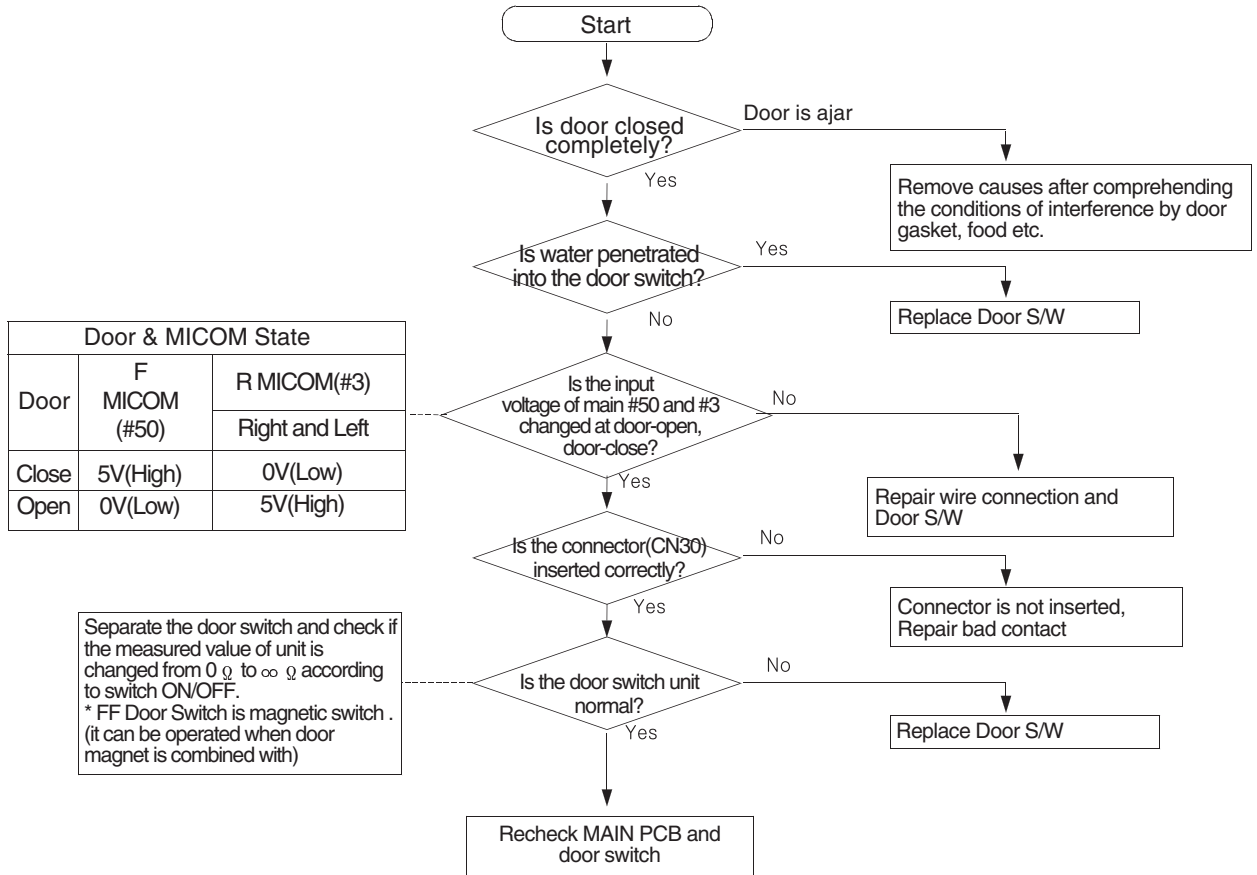 Start
Is door closed
completely?
Door is ajar
Yes
Remove causes after comprehending
the conditions of interference by door
gasket, food etc.
Is water penetrated
into the door switch?
Yes
No
Replace Door S/W
Door & MICOM State
Door
F
MICOM
(#50)
R MICOM(#3)
Right and Left
Close
5V(High)
0V(Low)
Open
0V(Low)
5V(High)
Is the input
voltage of main #50 and #3
changed at door-open,
door-close?
No
Yes
Repair wire connection and
Door S/W
Is the connector(CN30)
inserted correctly?
No
Yes
Connector is not inserted,
Repair bad contact
Separate the door switch and check if
the measured value of unit is
changed from 0 Ω to ∞ Ω according
to switch ON/OFF.
* FF Door Switch is magnetic switch .
(it can be operated when door
magnet is combined with)
Is the door switch unit
normal?
No
Yes
Replace Door S/W
Recheck MAIN PCB and
door switch